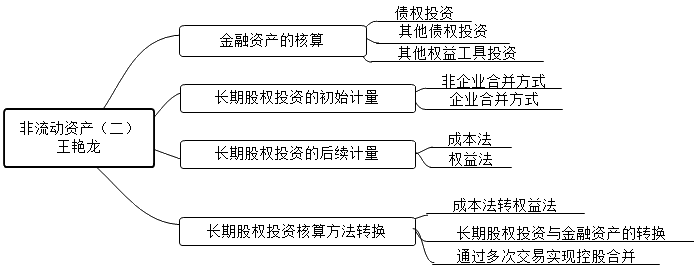 非流动资产（二）
王艳龙
金融资产的核算
债权投资
其他债权投资
其他权益工具投资
长期股权投资的初始计量
非企业合并方式
企业合并方式
长期股权投资的后续计量
成本法
权益法
长期股权投资核算方法转换
成本法转权益法
长期股权投资与金融资产的转换
通过多次交易实现控股合并